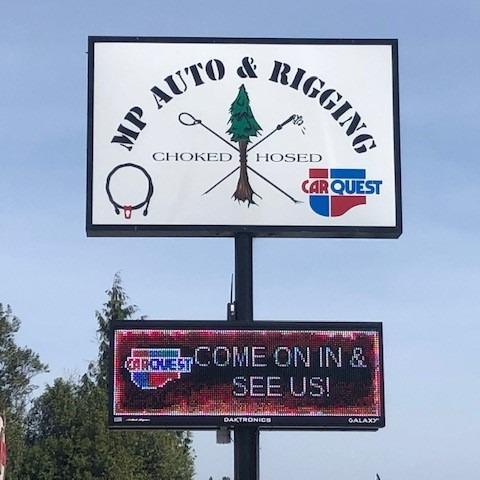 MP AUTO & RIGGING
CHOKED HOSED
CARQUEST
CARQUEST
COME ON IN &
SEE US!
DAKTRONICS
GALAXY